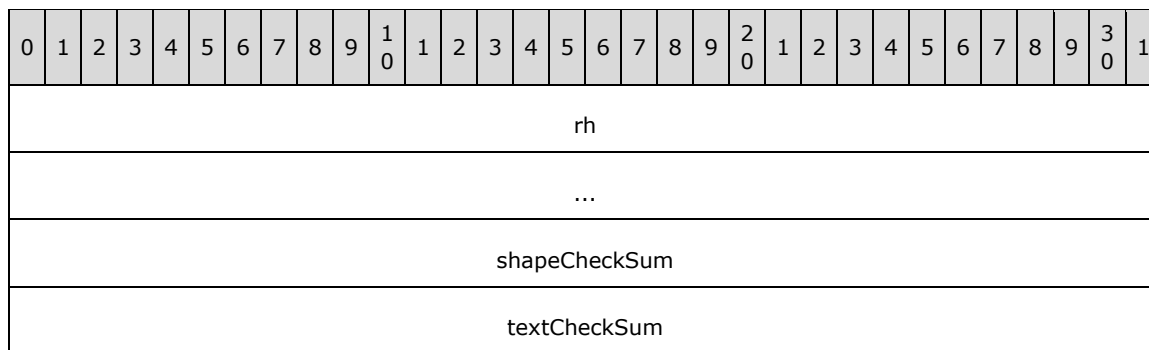 0 1 2 3 4 5 6 7 8 9 1 0 1 2 3 4 5 6 7 8 9 2 0 1 2 3 4 5 6 7 8 9 3 0 1
rh
...
shapeCheckSum
textCheckSum